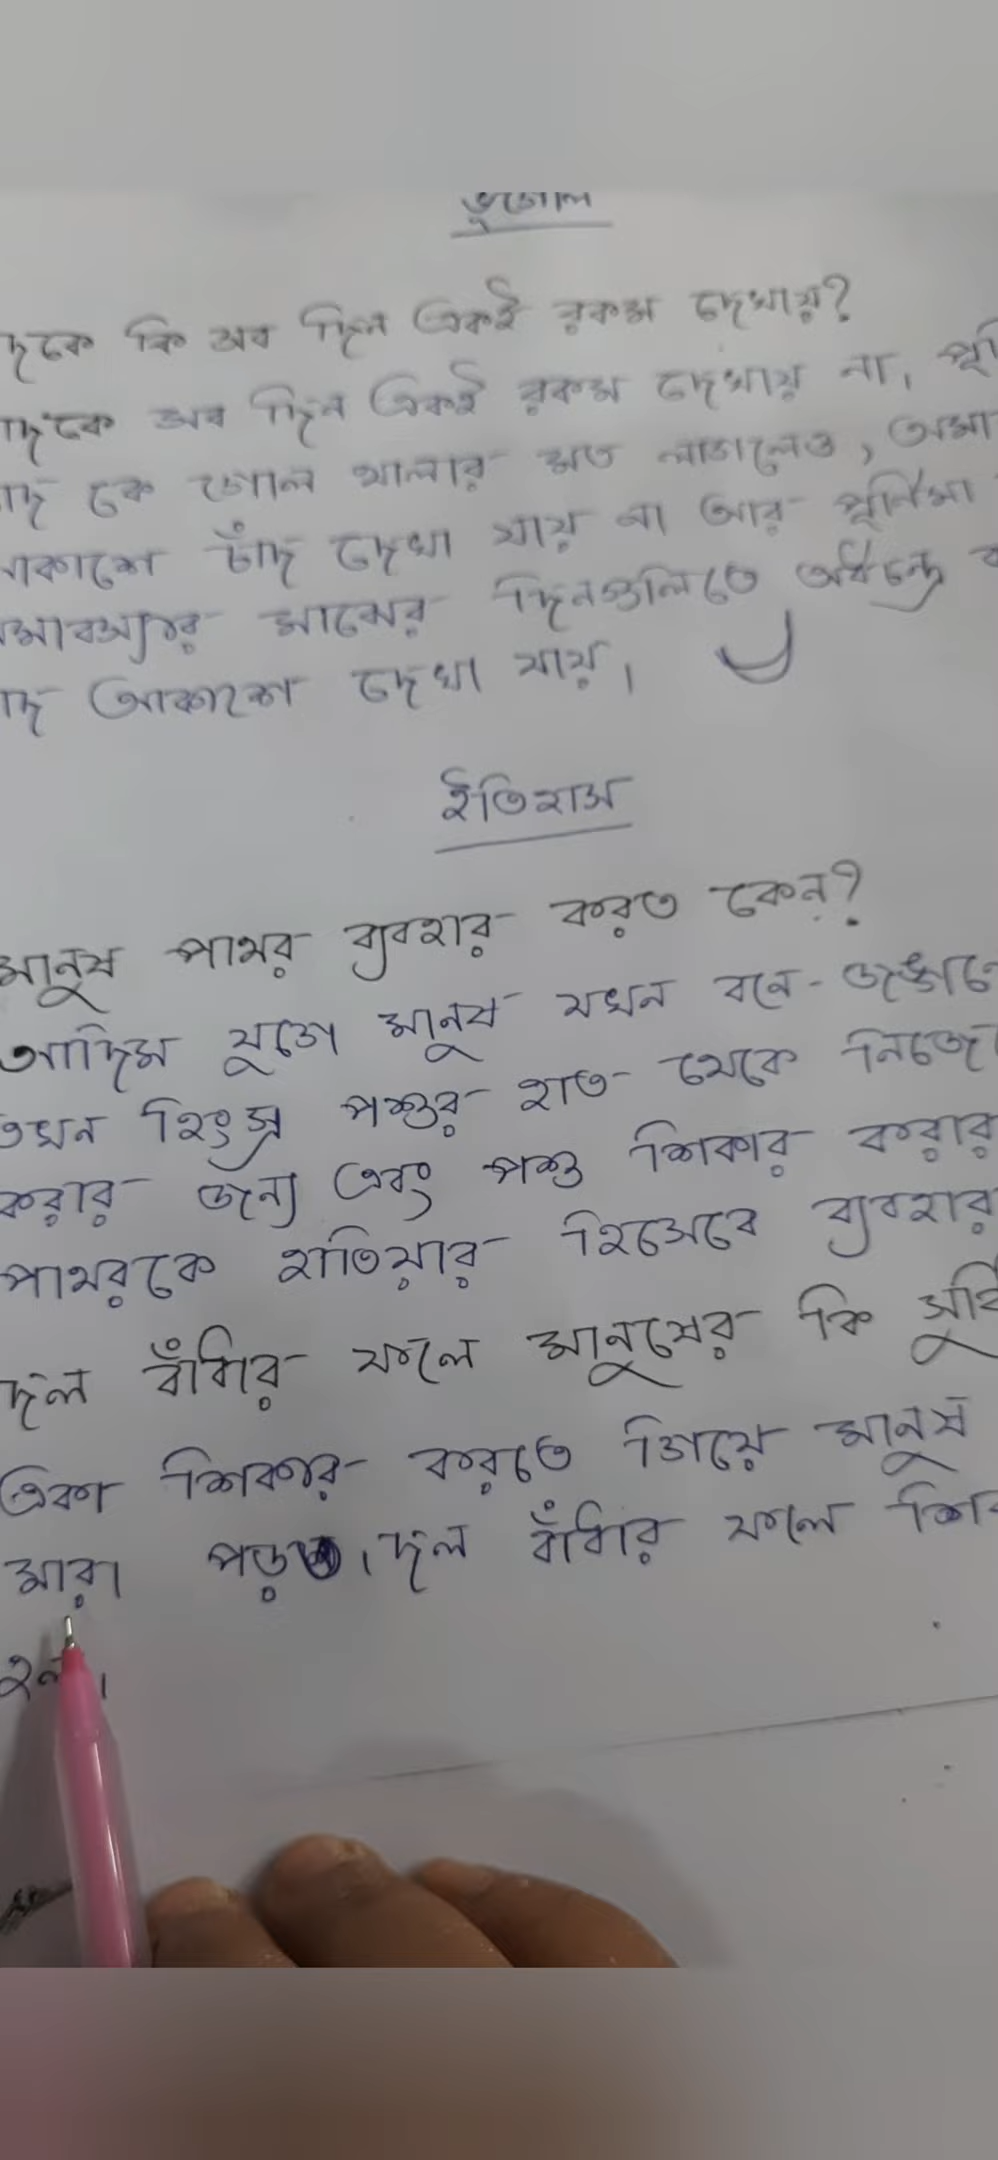 ভূগোল
দকে কি সব দিন একই রকম দেখায়?
াদকে সব দিন একই রকম দেখায় না। পূর্
াদ কে গোল থালার মত লাগলেও, অমা
াকাশে চাঁদ দেখা যায় না আর পূর্ণিমা
মাবস্যার মাঝের দিনগুলিতে অর্ধচন্দ্র ব
াদ আকাশে দেখা যায়।
ইতিহাস
মানুষ পাথর ব্যবহার করত কেন?
আদিম যুগে মানুষ যখন বনে-জঙ্গলে
তখন হিংস্র পশুর হাত থেকে নিজে
করার জন্য এবং পশু শিকার করার
পাথরকে হাতিয়ার হিসেবে ব্যবহার
দল বাঁধার ফলে মানুষের কি সুবি
একা শিকার করতে গিয়ে মানুষ
মারা পড়ত। দল বাঁধার ফলে শি
হল।